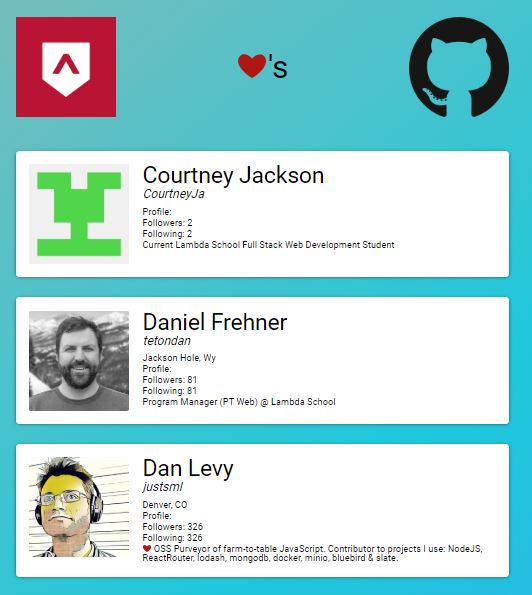 ❤'s
Courtney Jackson
CourtneyJa
Profile:
Followers: 2
Following: 2
Current Lambda School Full Stack Web Development Student
Daniel Frehner
tetondan
Jackson Hole, Wy
Profile:
Followers: 81
Following: 81
Program Manager (PT Web) @ Lambda School
Dan Levy
justsml
Denver, CO
Profile:
Followers: 326
Following: 326
❤ OSS Purveyor of farm-to-table JavaScript. Contributor to projects I use: NodeJS,
ReactRouter, lodash, mongodb, docker, minio, bluebird & slate.